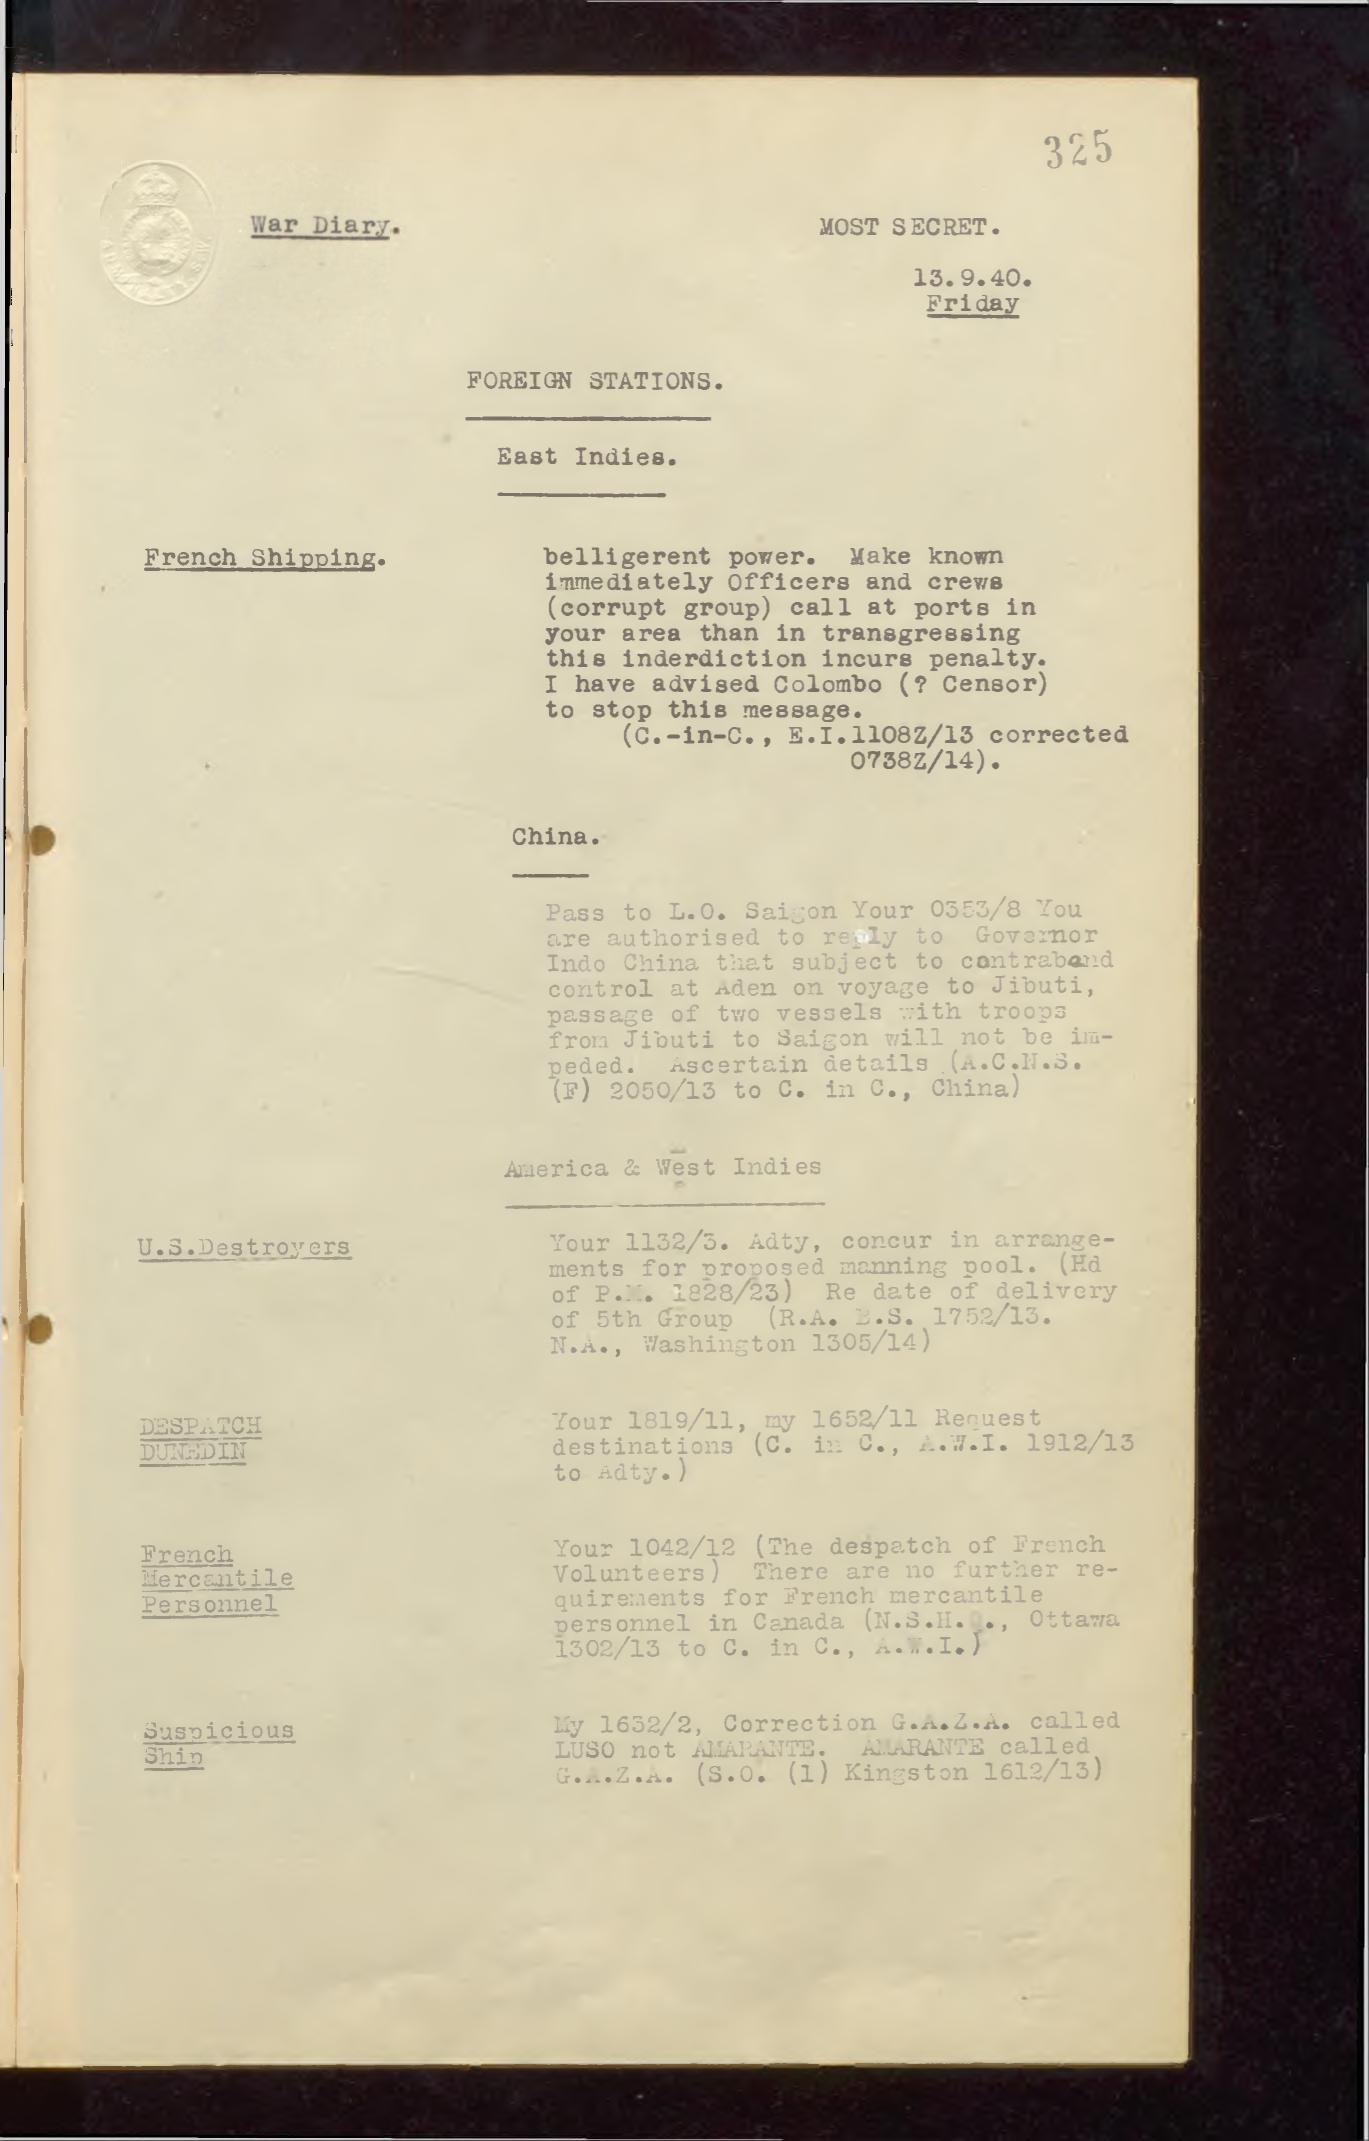 325
War Diary.
MOST SECRET.
13.9.40.
Friday
FOREIGN STATIONS.
East Indies.
French Shipping.
belligerent power. Make known
immediately Officers and crews
(corrupt group) call at ports in
your area than in transgressing
this inderdiction incurs penalty.
I have advised Colombo (? Censor)
to stop this message.
(C.-in-C., E.I.1108Z/13 corrected
0738Z/14).
China.
Pass to L.O. Saigon Your 0353/8 You
are authorised to reply to Governor
Indo China that subject to contraband
control at Aden on voyage to Jibuti,
passage of two vessels with troops
from Jibuti to Saigon will not be im-
peded. Ascertain details (A.C.N.S.
(F) 2050/13 to C. in C., China)
America & West Indies
U.S.Destroyers
Your 1132/3. Adty, concur in arrange-
ments for proposed manning pool. (Hd
of P.M. 1828/23) Re date of delivery
of 5th Group (R.A. B.S. 1752/13.
N.A., Washington 1305/14)
DESPATCH
DUNEDIN
Your 1819/11, my 1652/11 Request
destinations (C. in C., A.W.I. 1912/13
to Adty.)
French
Mercantile
Personnel
Your 1042/12 (The despatch of French
Volunteers) There are no further re-
quirements for French mercantile
personnel in Canada (N.S.H. ., Ottawa
1302/13 to C. in C., A.W.I.)
Suspicious
Ship
My 1632/2, Correction G.A.Z.A. called
LUSO not AMARANTE. AMARANTE called
G.A.Z.A. (S.O. (1) Kingston 1612/13)